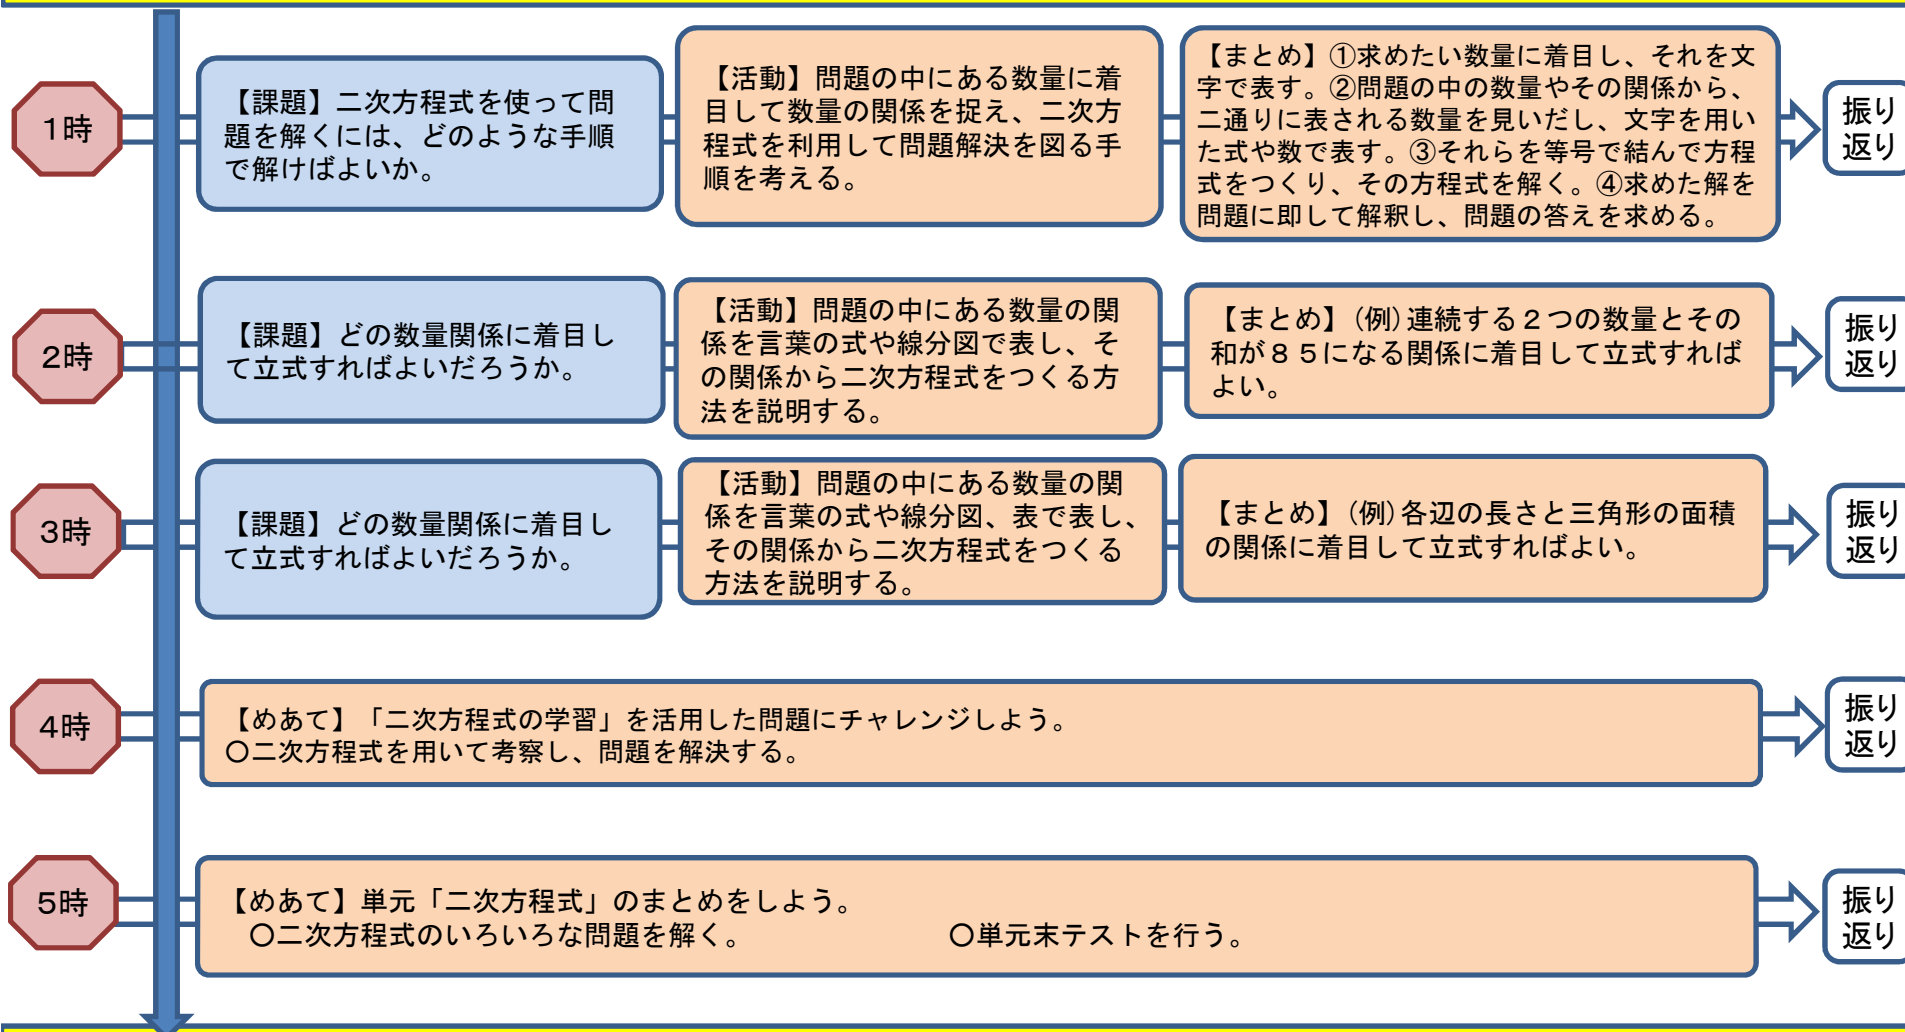 1時
【課題】二次方程式を使って問
題を解くには、どのような手順
で解けばよいか。
【活動】問題の中にある数量に着
目して数量の関係を捉え、二次方
程式を利用して問題解決を図る手
順を考える。
【まとめ】①求めたい数量に着目し、それを文
字で表す。②問題の中の数量やその関係から、
二通りに表される数量を見いだし、文字を用い
た式や数で表す。③それらを等号で結んで方程
式をつくり、その方程式を解く。④求めた解を
問題に即して解釈し、問題の答えを求める。
振り
返り
2時
【課題】どの数量関係に着目し
て立式すればよいだろうか。
【活動】問題の中にある数量の関
係を言葉の式や線分図で表し、そ
の関係から二次方程式をつくる方
法を説明する。
【まとめ】(例)連続する２つの数量とその
和が８５になる関係に着目して立式すれば
よい。
振り
返り
3時
【課題】どの数量関係に着目し
て立式すればよいだろうか。
【活動】問題の中にある数量の関
係を言葉の式や線分図、表で表し、
その関係から二次方程式をつくる
方法を説明する。
【まとめ】(例)各辺の長さと三角形の面積
の関係に着目して立式すればよい。
振り
返り
4時
【めあて】「二次方程式の学習」を活用した問題にチャレンジしよう。
〇二次方程式を用いて考察し、問題を解決する。
振り
返り
5時
【めあて】単元「二次方程式」のまとめをしよう。
〇二次方程式のいろいろな問題を解く。　〇単元末テストを行う。
振り
返り